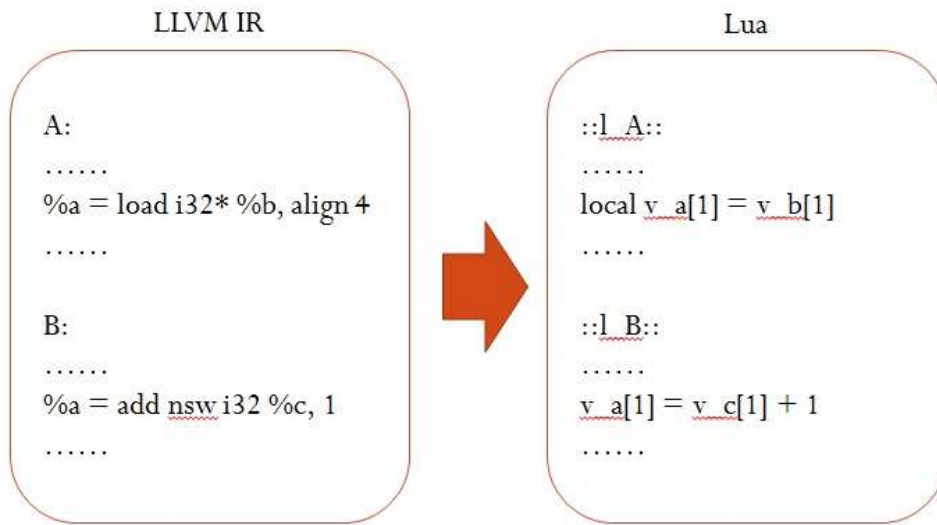 LLVM IR
A:
......
%a = load i32* %b, align 4
......
B:
......
%a = add nsw i32 %c, 1
......
Lua
::l_A::
......
local v_a[1] = v_b[1]
......
::l_B::
......
v_a[1] = v_c[1] + 1
......